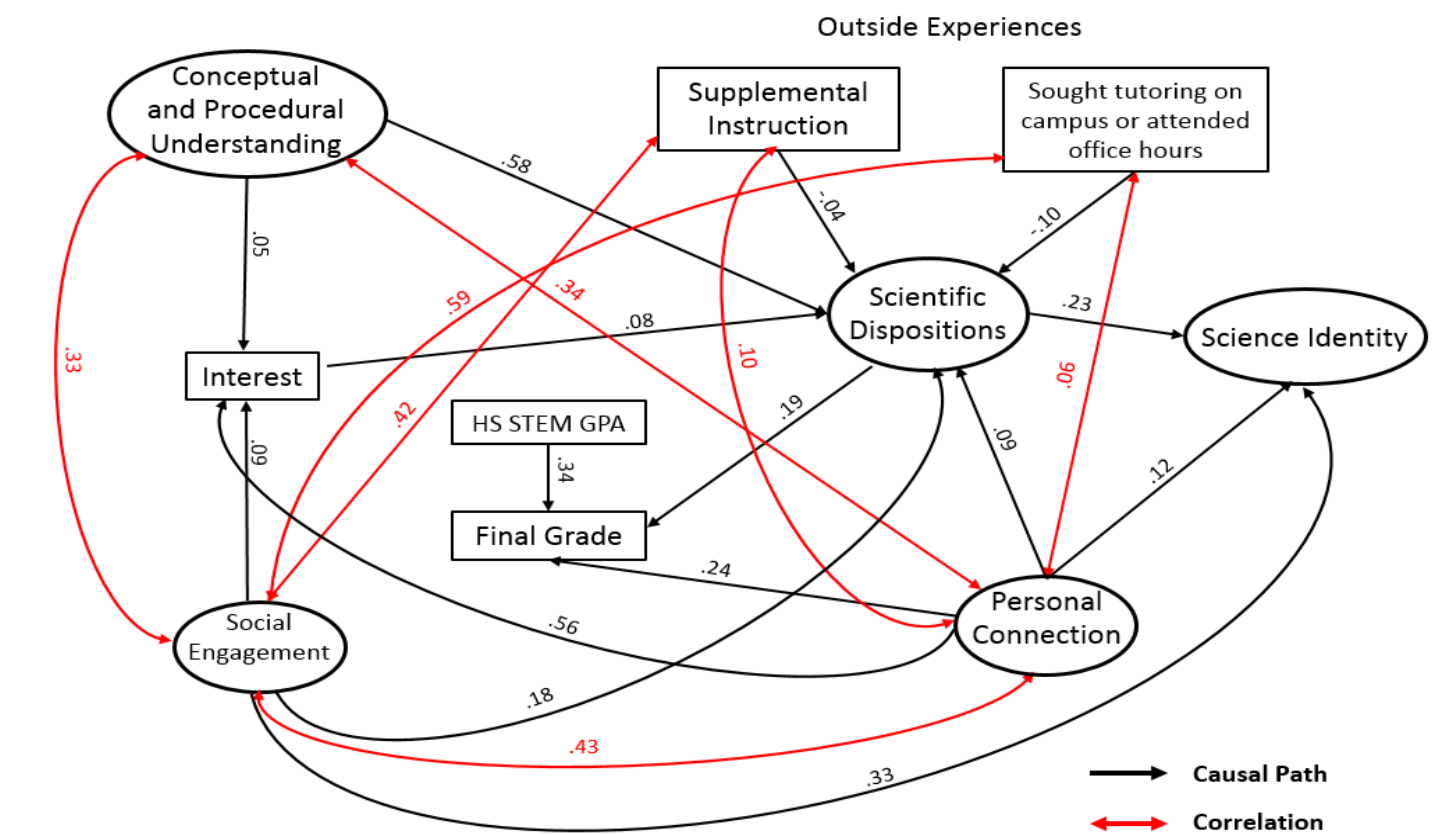 Outside Experiences
Conceptual
and Procedural
Understanding
Supplemental
Instruction
Sought tutoring on
campus or attended
office hours
.58
-.04
-.10
.05
.59
.34
.08
Scientific
Dispositions
.23
Science Identity
.33
.10
.06
Interest
.42
.19
HS STEM GPA
.09
.34
.09
.12
Final Grade
.24
.56
Personal
Connection
Social
Engagement
.18
.43
.33
Causal Path
Correlation